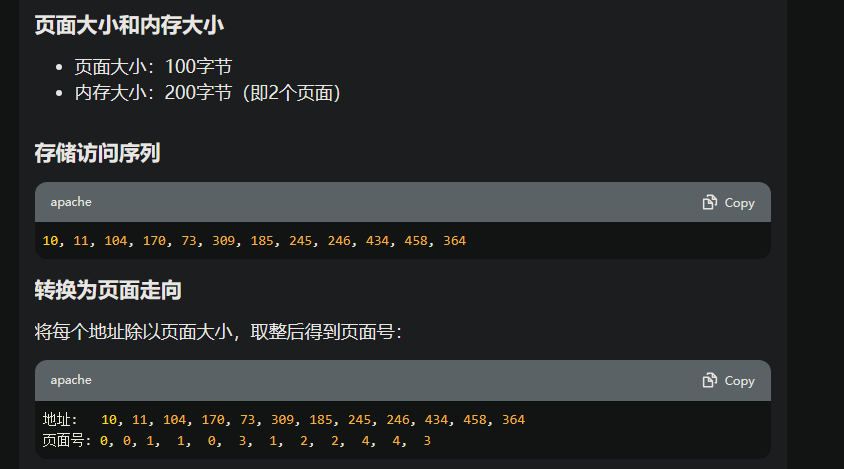 页面大小和内存大小
• 页面大小：100字节
• 内存大小：200字节（即2个页面）
存储访问序列
apache Copy
10, 11, 104, 170, 73, 309, 185, 245, 246, 434, 458, 364
转换为页面走向
将每个地址除以页面大小，取整后得到页面号：
apache Copy
地址:   10, 11, 104, 170, 73, 309, 185, 245, 246, 434, 458, 364
页面号: 0, 0, 1,  1,  0,  3,  1,  2,  2,  4,  4,  3